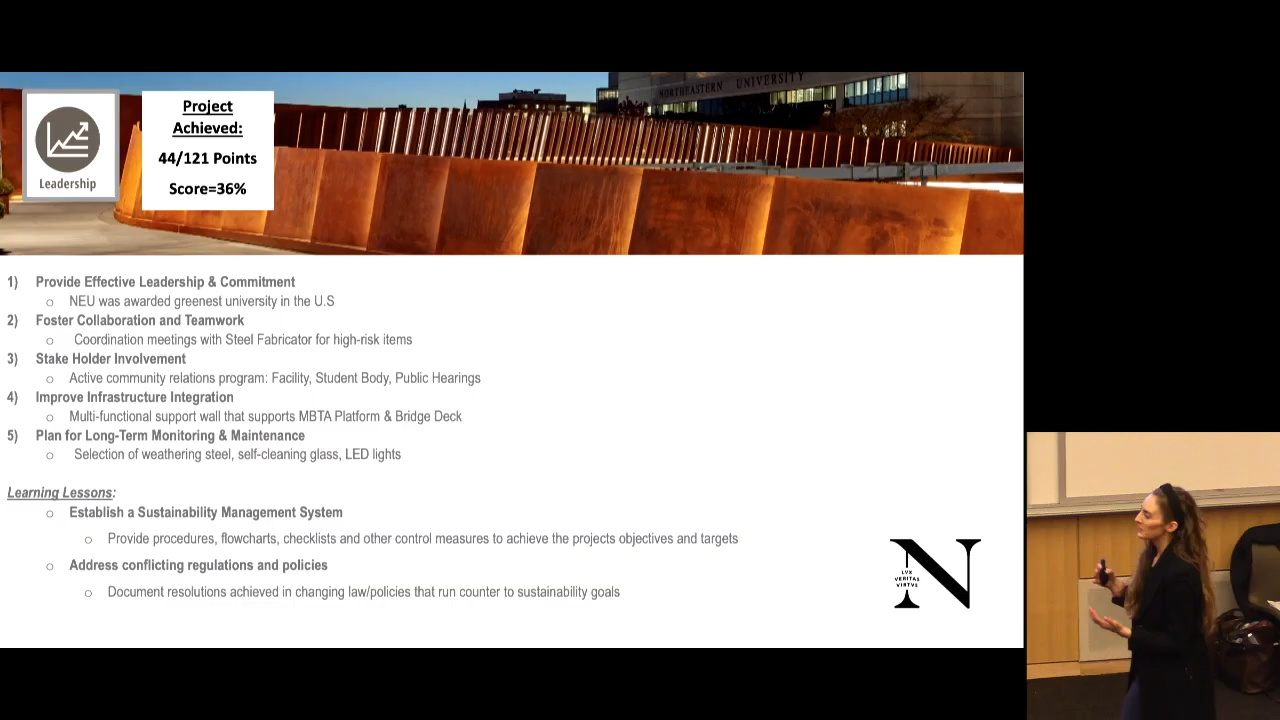 NORTHEASTERN UNIVERSITY
Project
Achieved:
44/121 Points
Score=36%
Leadership
1) Provide Effective Leadership & Commitment
o NEU was awarded greenest university in the U.S
2) Foster Collaboration and Teamwork
o Coordination meetings with Steel Fabricator for high-risk items
3) Stake Holder Involvement
o Active community relations program: Facility, Student Body, Public Hearings
4) Improve Infrastructure Integration
o Multi-functional support wall that supports MBTA Platform & Bridge Deck
5) Plan for Long-Term Monitoring & Maintenance
o Selection of weathering steel, self-cleaning glass, LED lights
Learning Lessons:
o Establish a Sustainability Management System
o Provide procedures, flowcharts, checklists and other control measures to achieve the projects objectives and targets
o Address conflicting regulations and policies
o Document resolutions achieved in changing law/policies that run counter to sustainability goals
N
LVX
VERITAS
VIRTVS